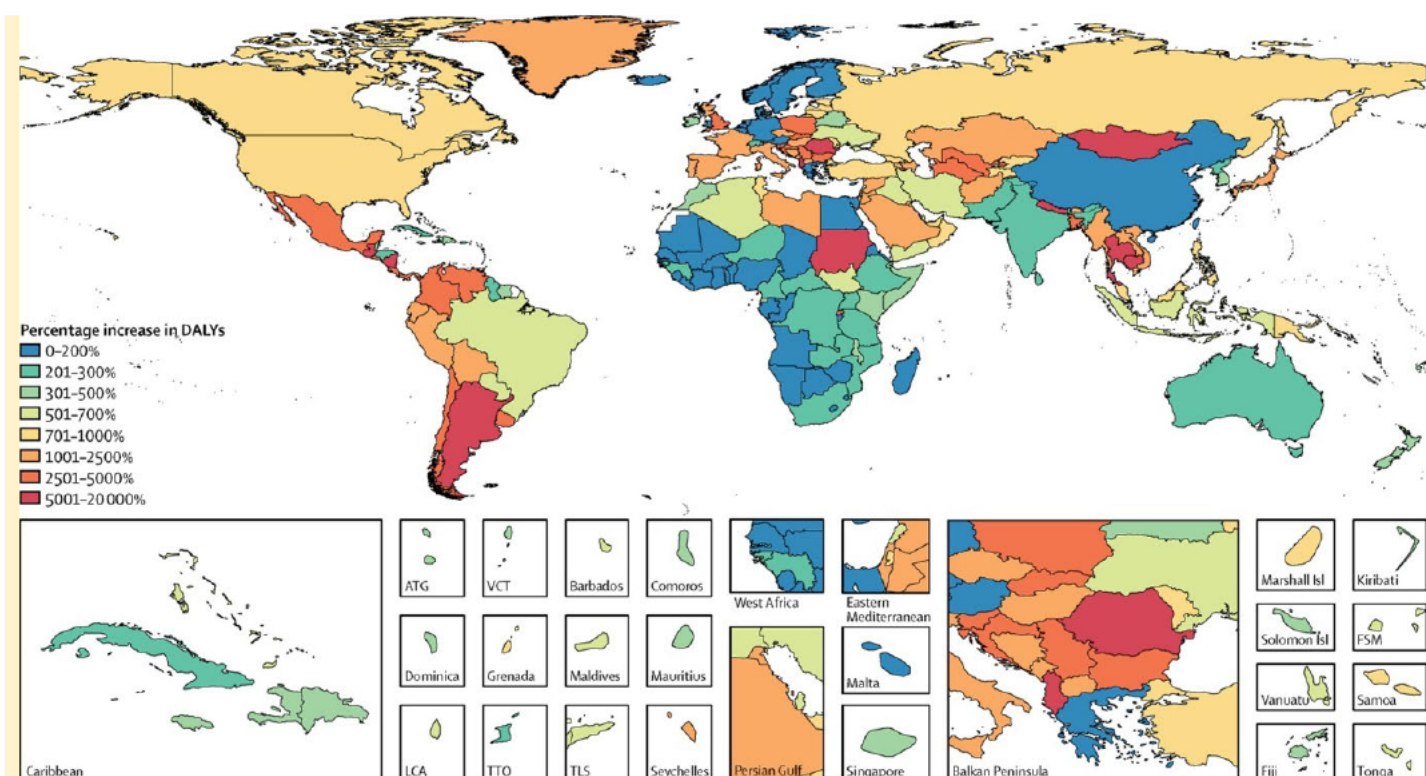 Percentage increase in DALYs
0–200%
201–300%
301–500%
501–700%
701–1000%
1001–2500%
2501–5000%
5001–20 000%
Caribbean
ATG
VCT
Barbados
Comoros
West Africa
Eastern
Mediterranean
Marshall Isl
Kiribati
Dominica
Grenada
Maldives
Mauritius
Malta
Solomon Isl
FSM
Vanuatu
Samoa
LCA
TTO
TLS
Seychelles
Persian Gulf
Singapore
Balkan Peninsula
Fiji
Tonga